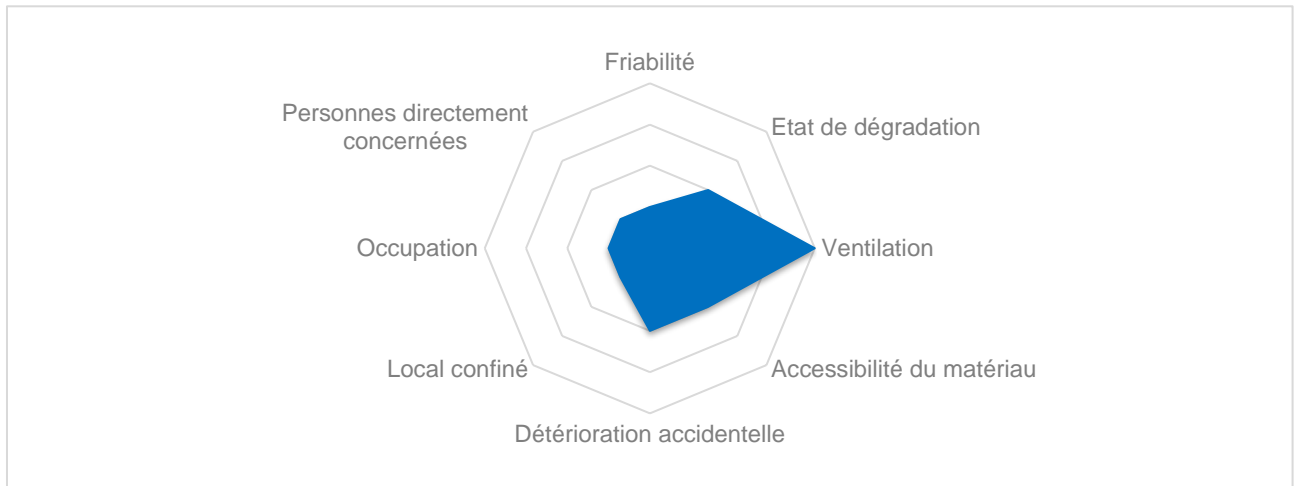 Friabilité
Personnes directement
concernées
Etat de dégradation
Occupation
Ventilation
Local confiné
Accessibilité du matériau
Détérioration accidentelle